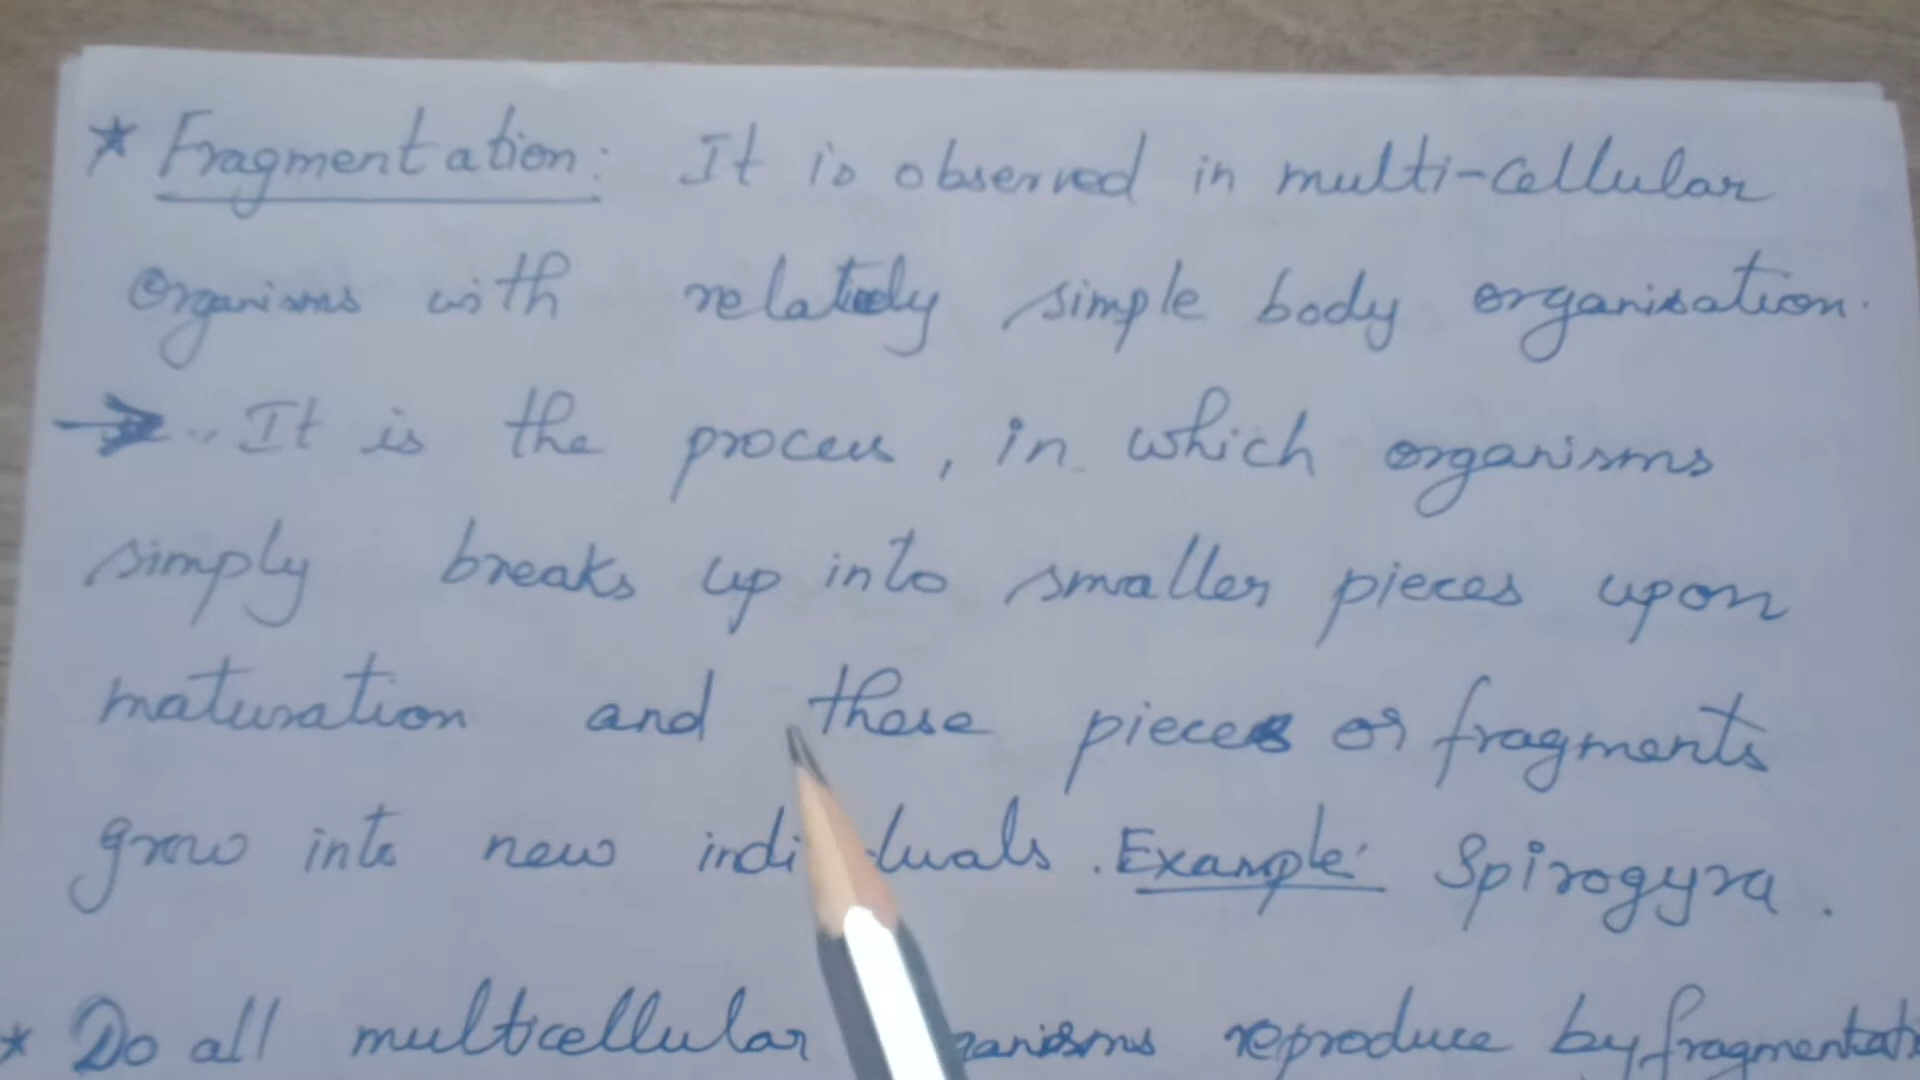 ★ Fragmentation: It is observed in multi-cellular
organisms with relatively simple body organisation.
→ It is the process, in which organisms
simply breaks up into smaller pieces upon
maturation and these pieces or fragments
grow into new individuals. Example: Spirogyra.
★ Do all multicellular organisms reproduce by fragmentati